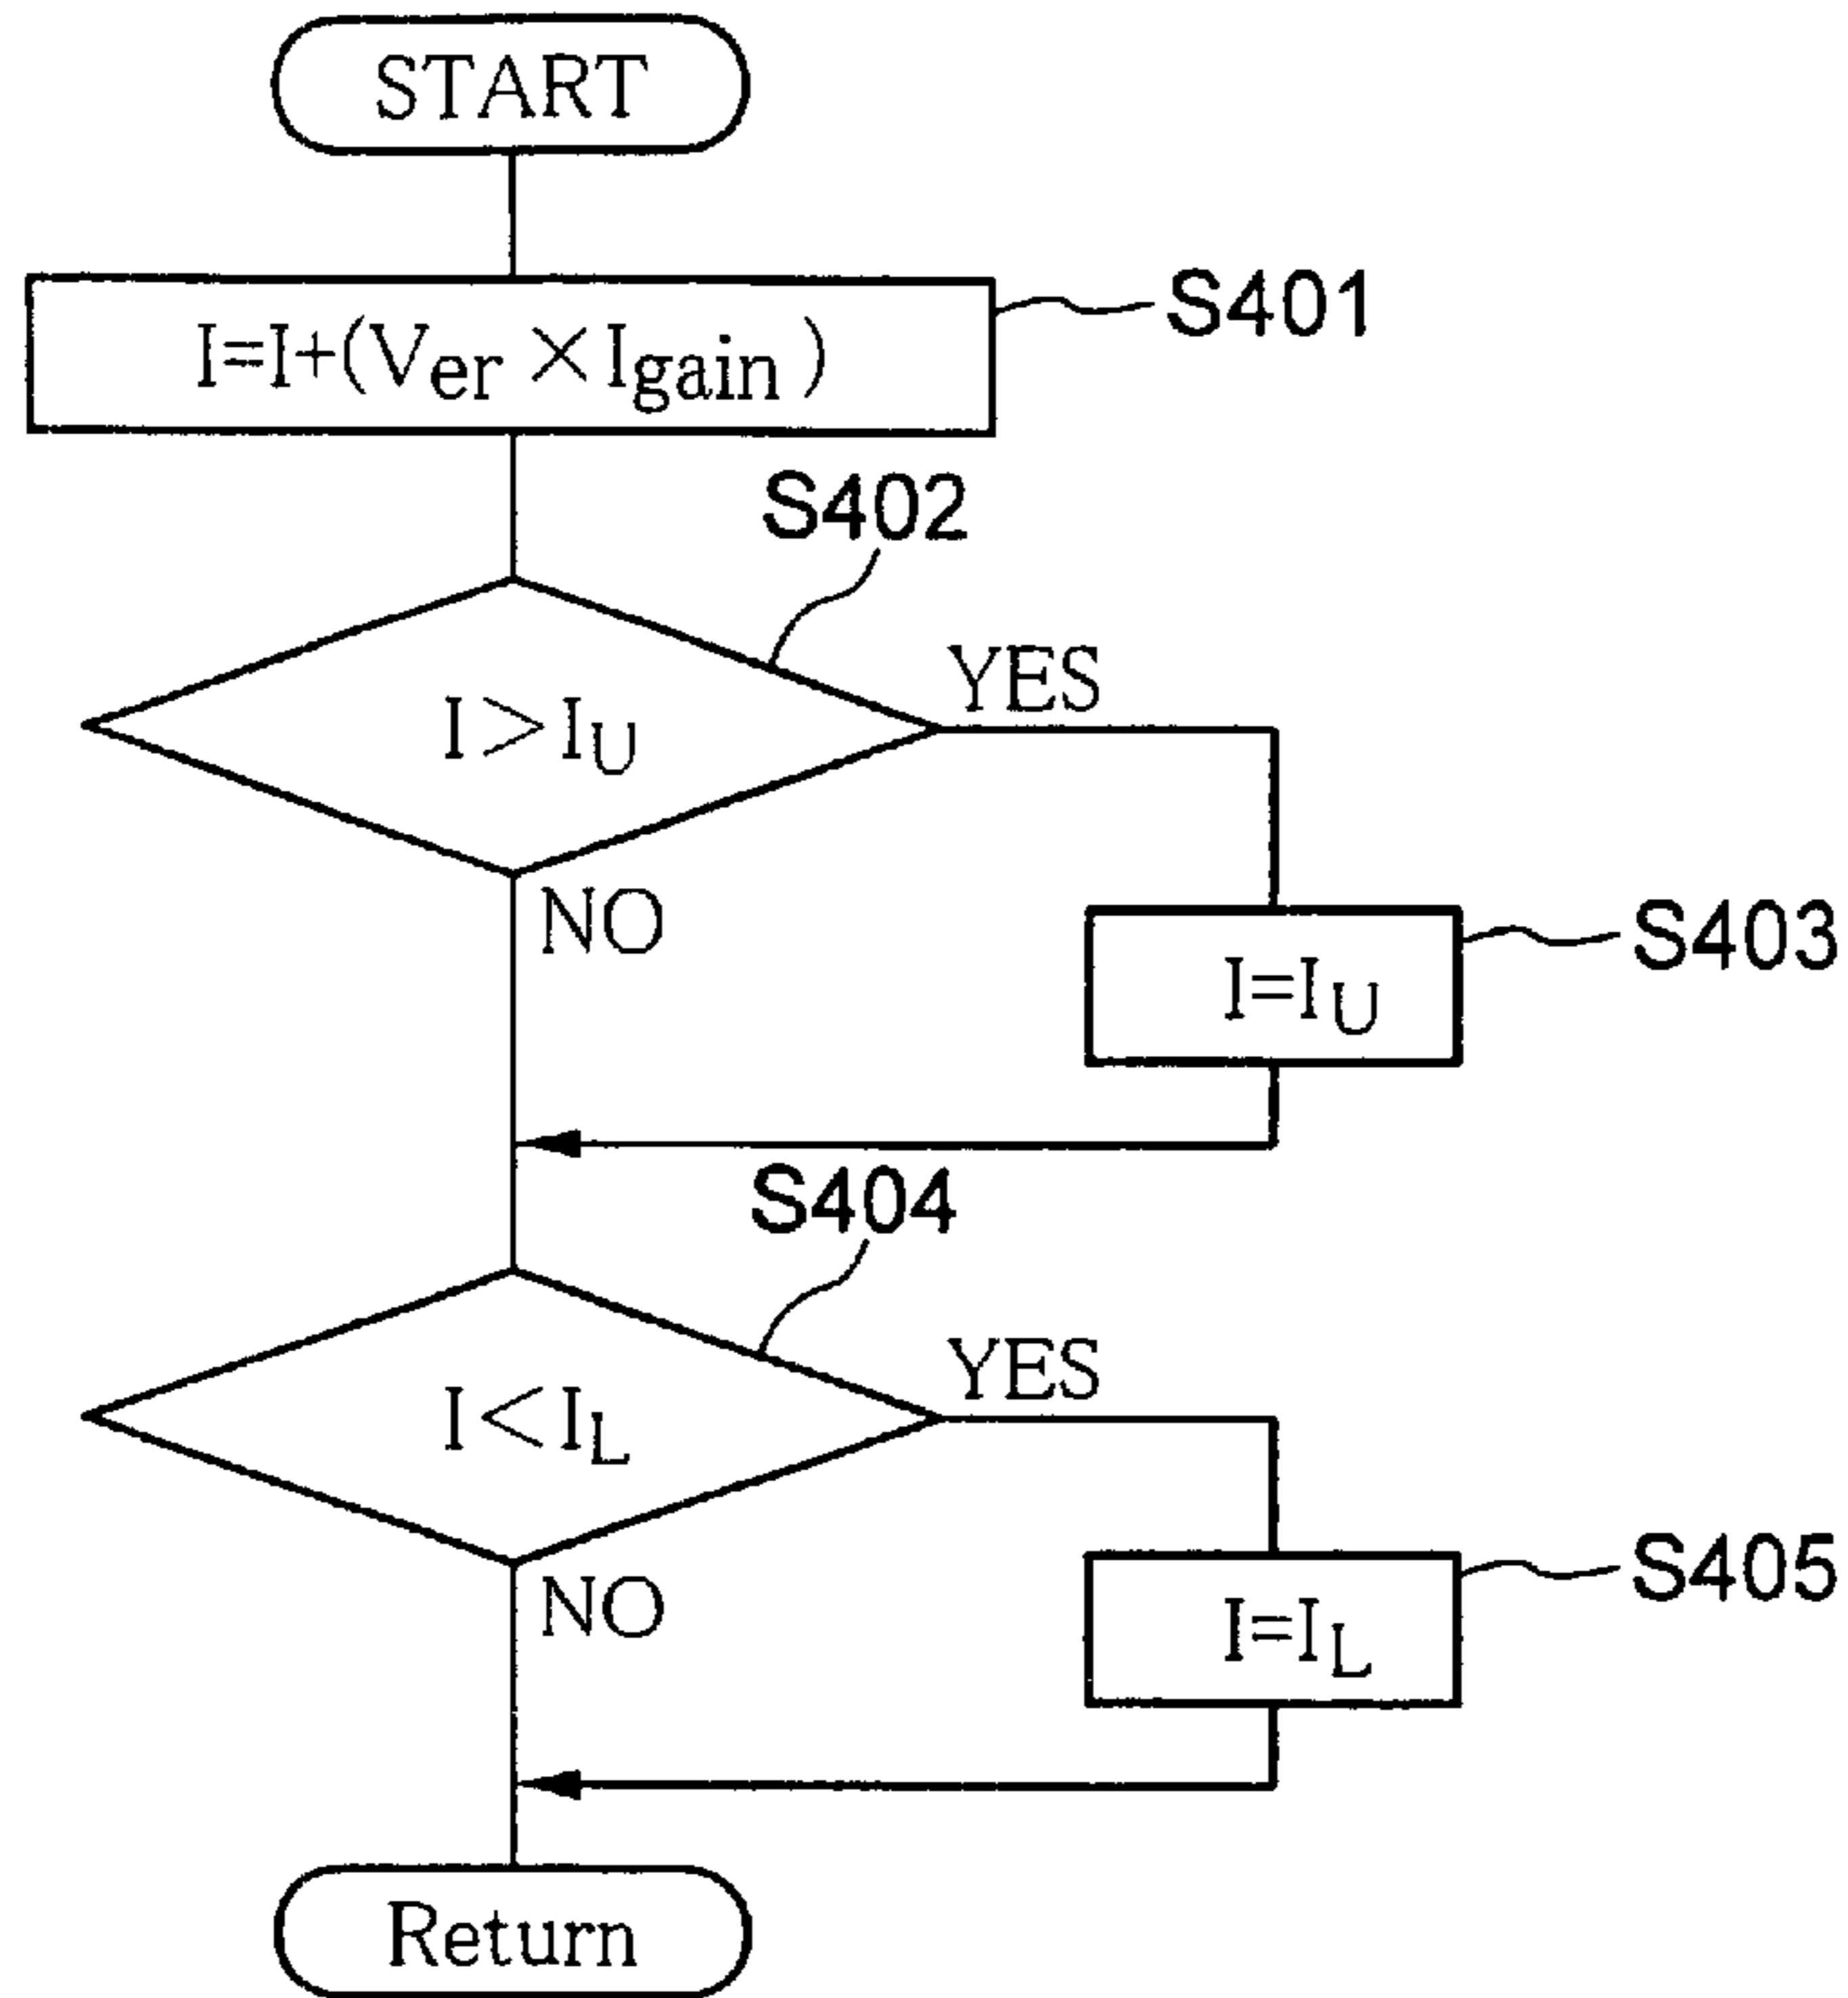 START
I=I+(Ver×Igain)
S401
S402
I>IU
YES
NO
I=IU
S403
S404
I<IL
YES
NO
I=IL
S405
Return